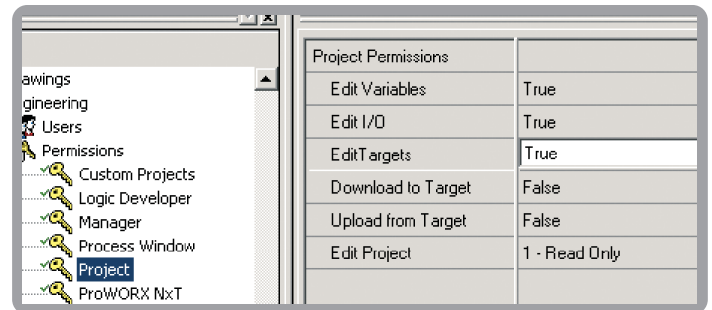 awings
gineering
Users
Permissions
Custom Projects
Logic Developer
Manager
Process Window
Project
ProWORX NxT
Project Permissions
Edit Variables True
Edit I/O True
EditTargets True
Download to Target False
Upload from Target False
Edit Project 1 - Read Only